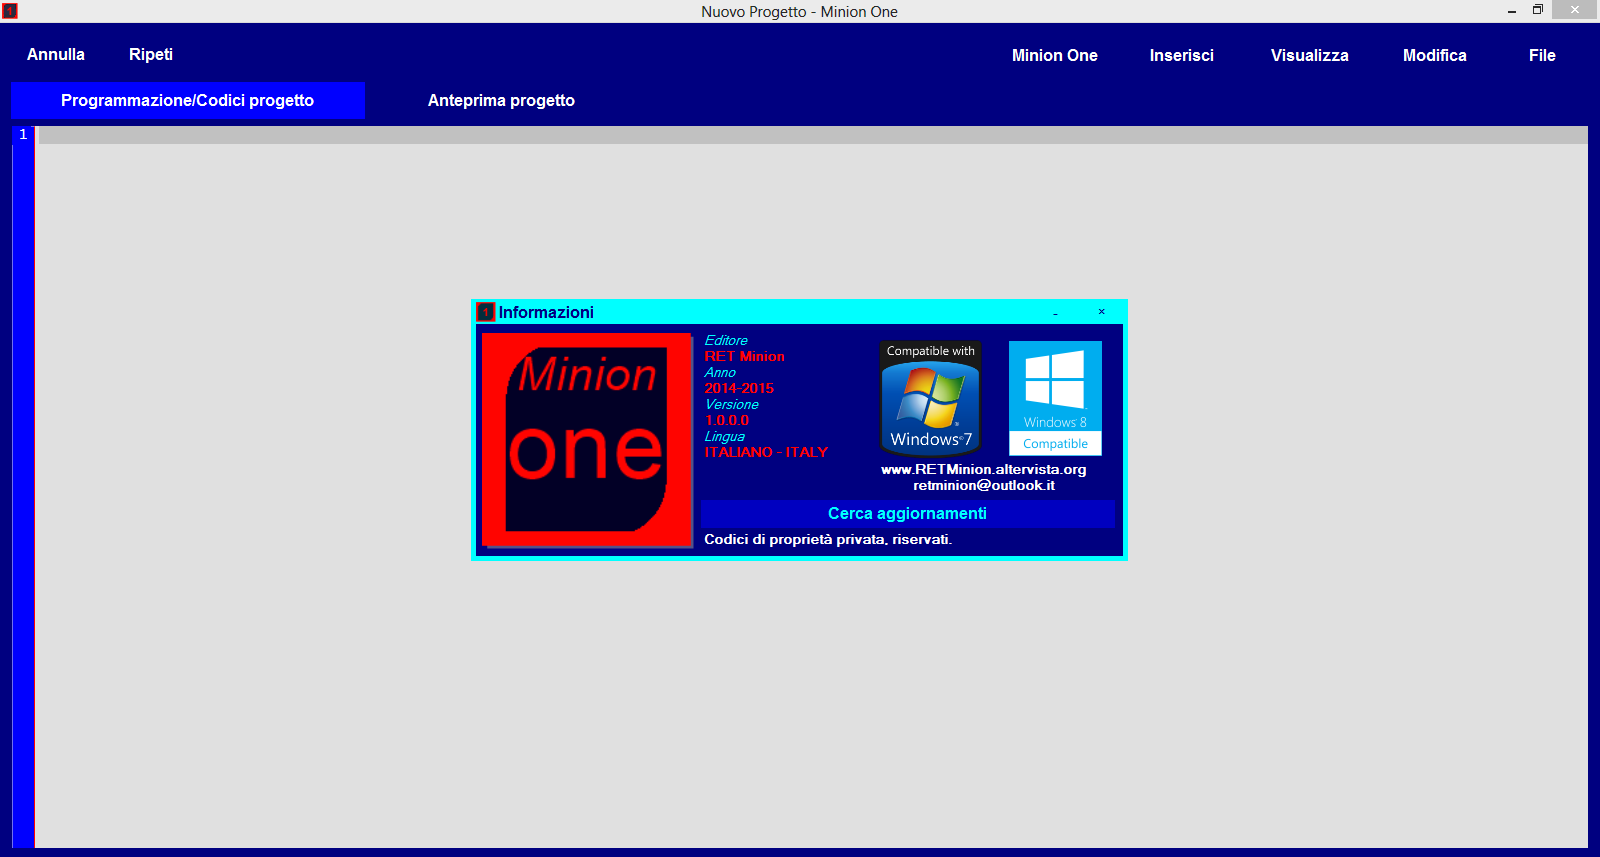 Nuovo Progetto - Minion One
Annulla Ripeti Minion One Inserisci Visualizza Modifica File
Programmazione/Codici progetto Anteprima progetto
1
1 Informazioni
Minion
one
Editore
RET Minion
Anno
2014-2015
Versione
1.0.0.0
Lingua
ITALIANO - ITALY
Compatible with
Windows®7
Windows 8
Compatible
www.RETMinion.altervista.org
retminion@outlook.it
Cerca aggiornamenti
Codici di proprietà privata, riservati.